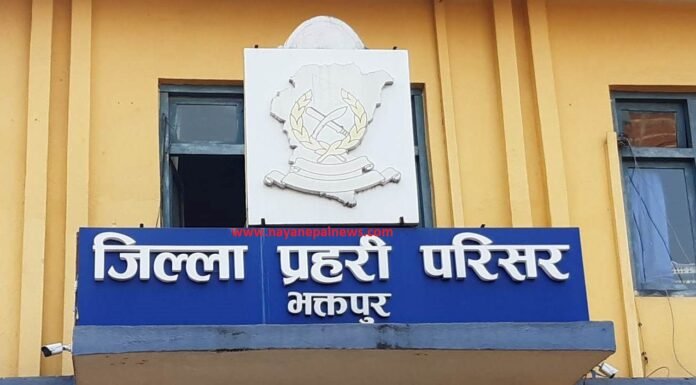 www.nayanepalnews.com
जिल्ला प्रहरी परिसर
भक्तपुर